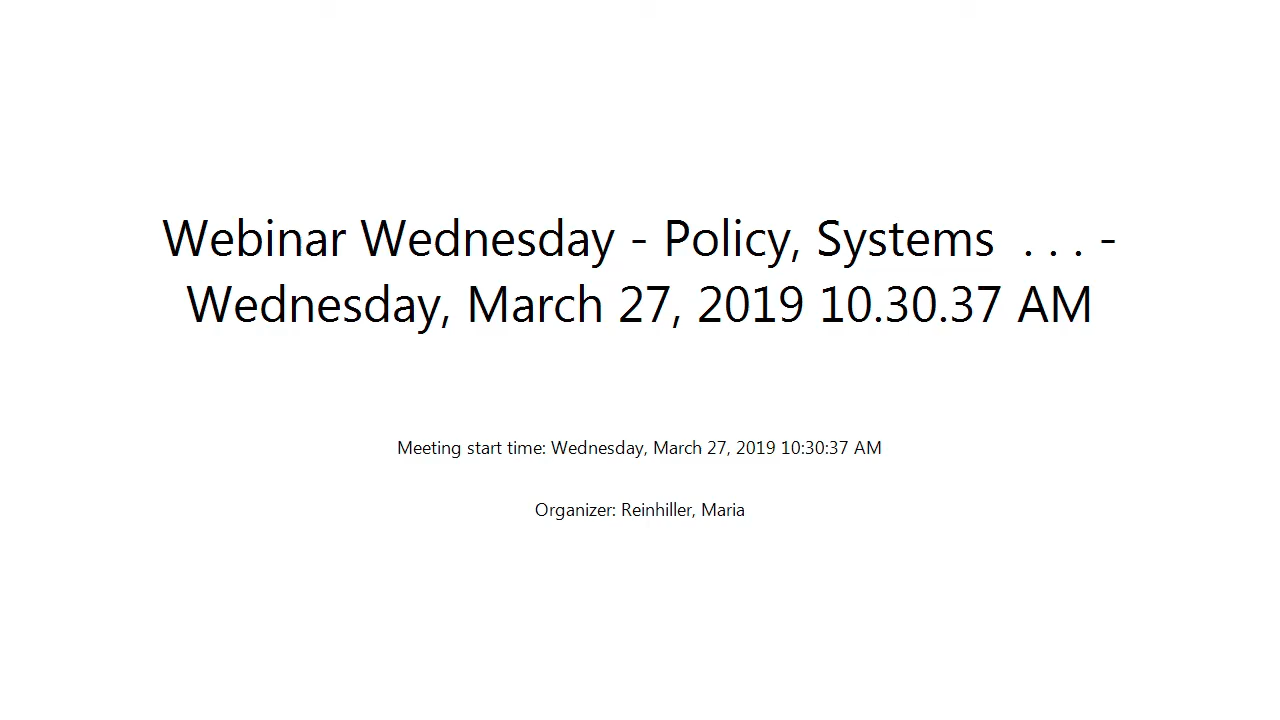 Webinar Wednesday - Policy, Systems  . . . -
Wednesday, March 27, 2019 10.30.37 AM
Meeting start time: Wednesday, March 27, 2019 10:30:37 AM
Organizer: Reinhiller, Maria